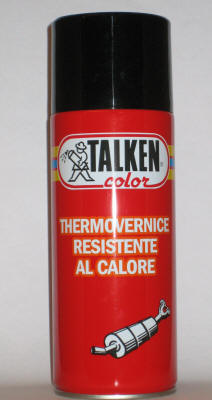 TALKEN®
color
THERMOVERNICE
RESISTENTE
AL CALORE